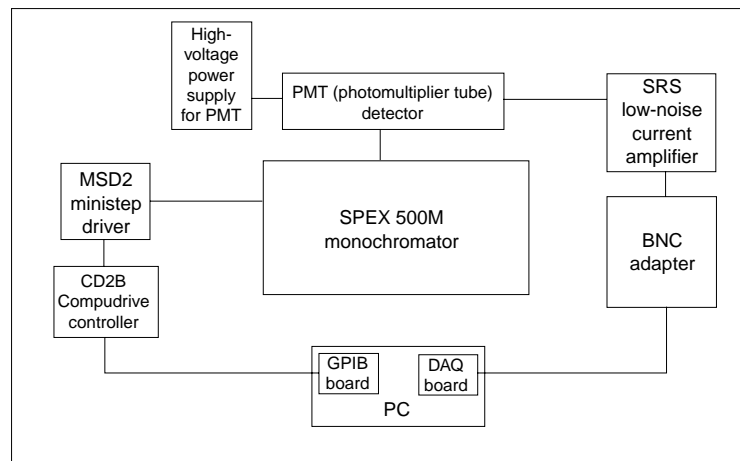 High-
voltage
power
supply
for PMT
PMT (photomultiplier tube)
detector
SRS
low-noise
current
amplifier
MSD2
ministep
driver
SPEX 500M
monochromator
BNC
adapter
CD2B
Compudrive
controller
GPIB
board
DAQ
board
PC